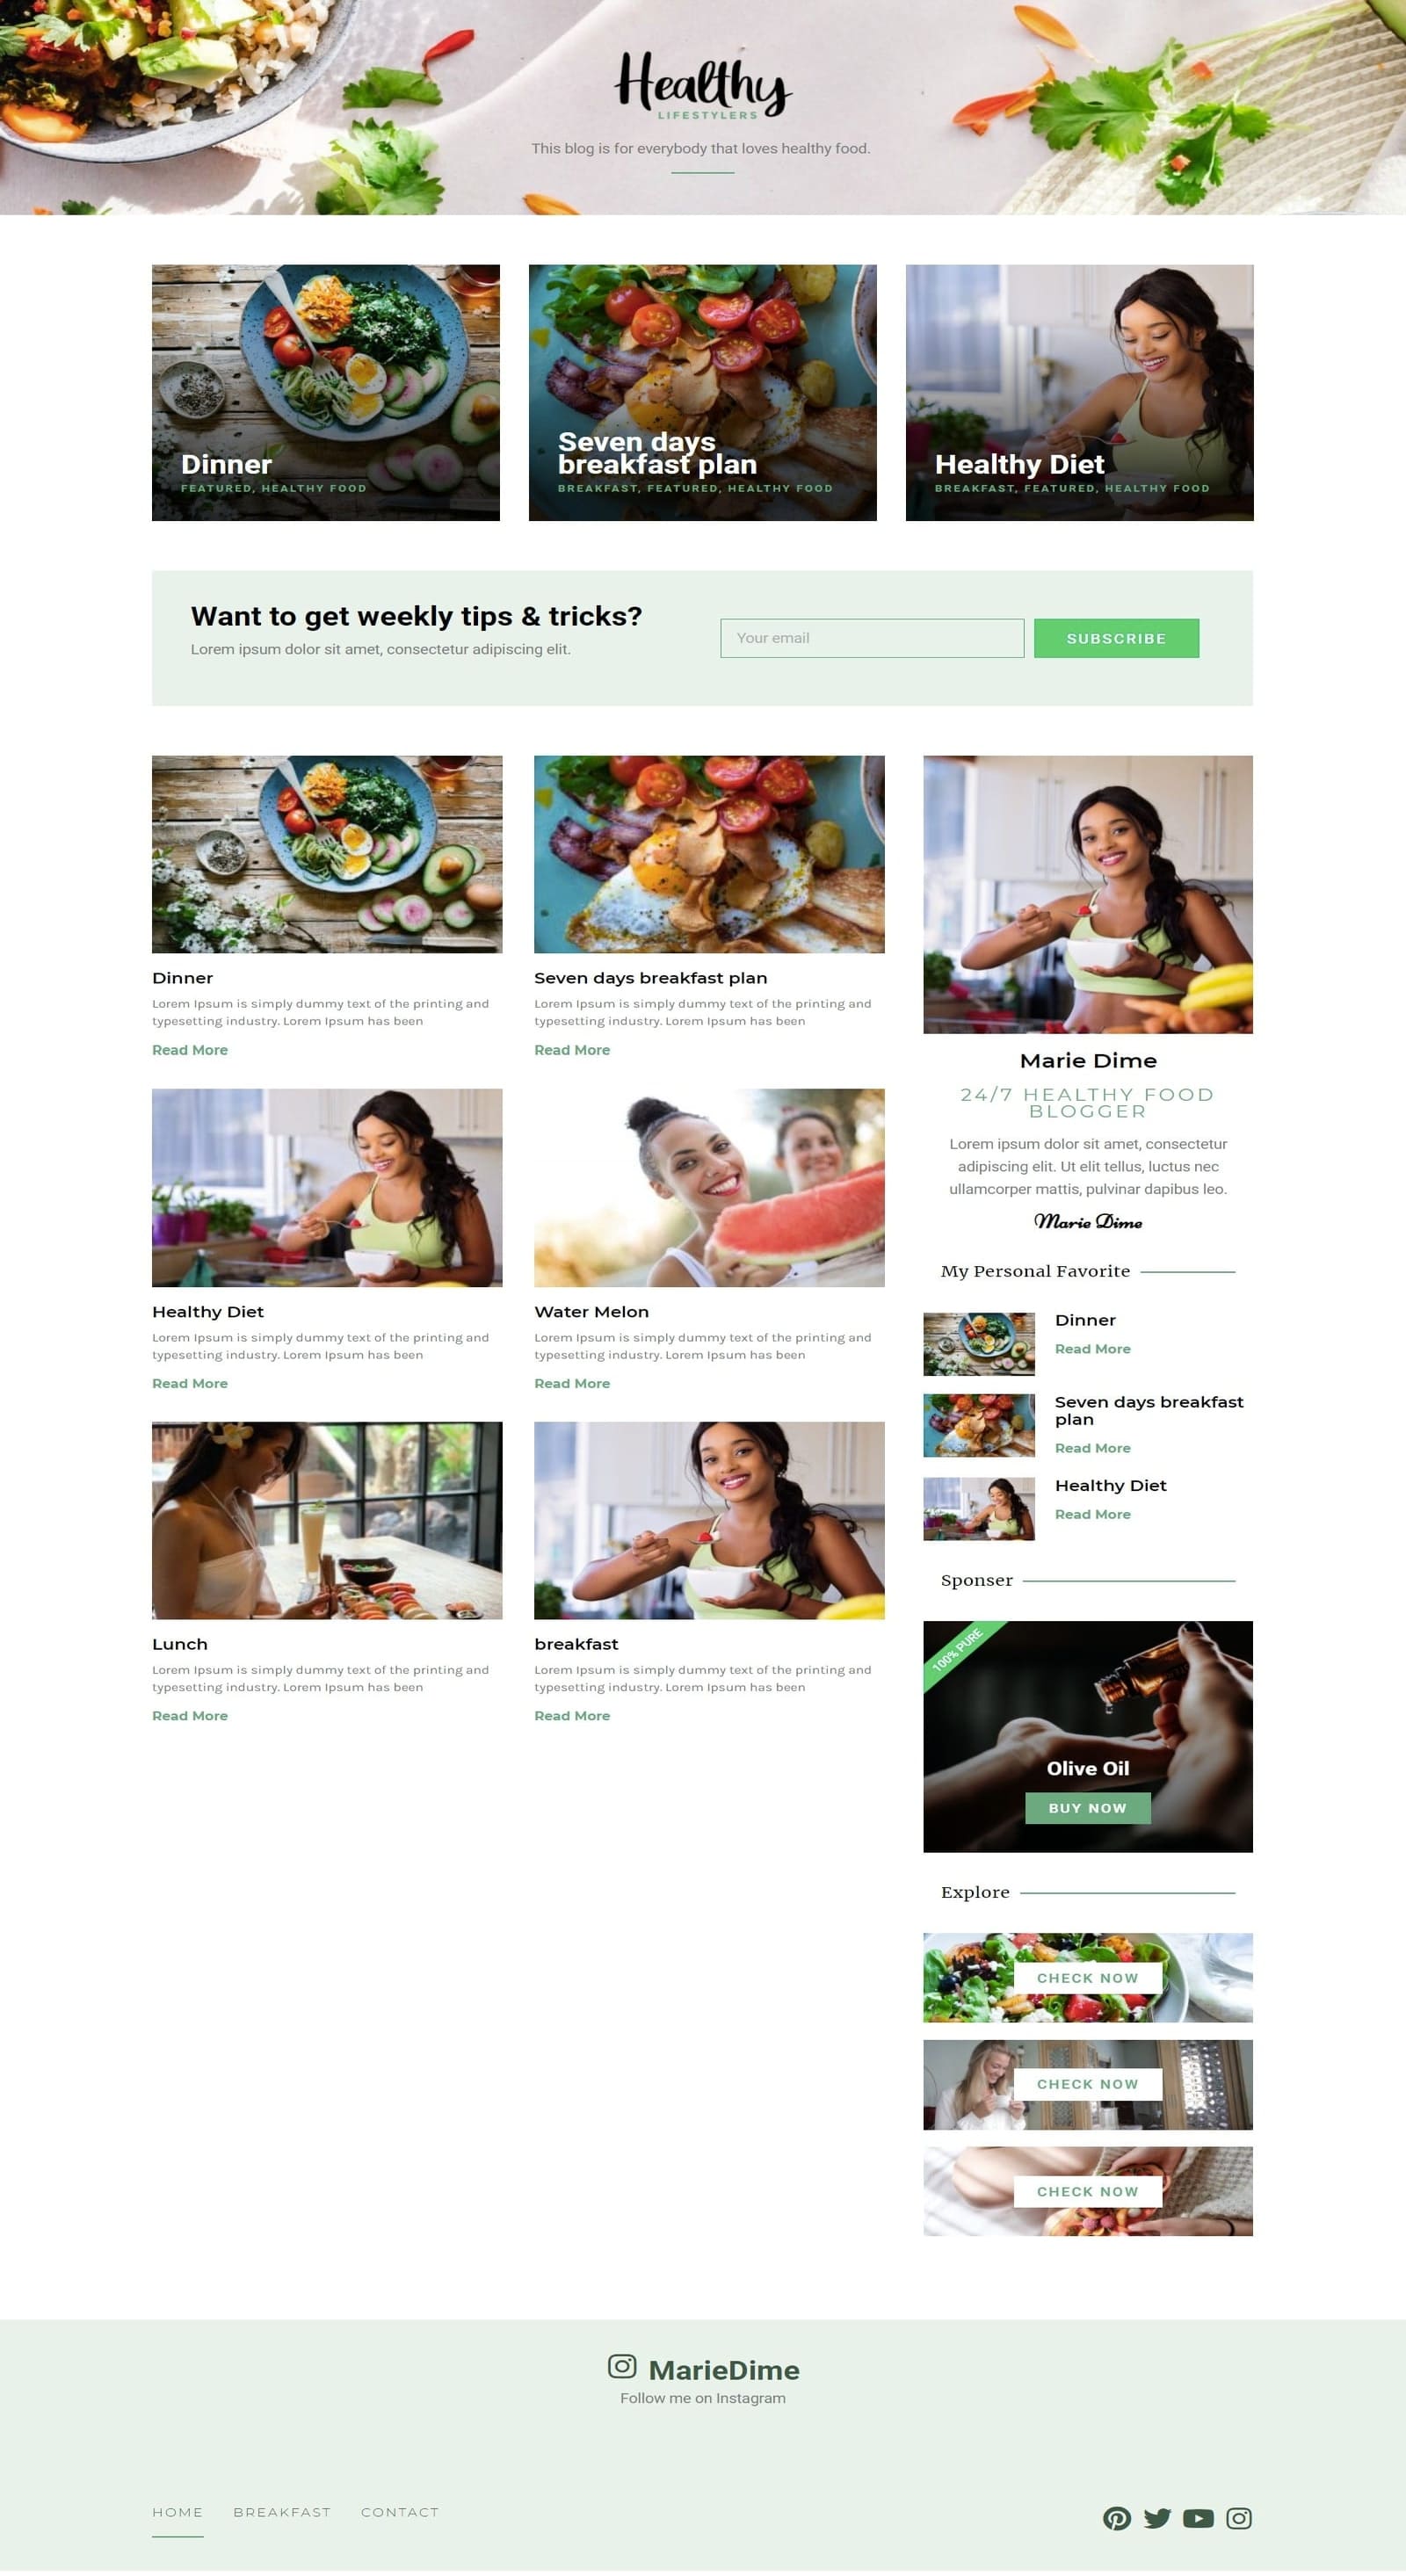 Healthy
LIFESTYLERS
This blog is for everybody that loves healthy food.
Dinner
FEATURED, HEALTHY FOOD
Seven days
breakfast plan
BREAKFAST, FEATURED, HEALTHY FOOD
Healthy Diet
BREAKFAST, FEATURED, HEALTHY FOOD
Want to get weekly tips & tricks?
Lorem ipsum dolor sit amet, consectetur adipiscing elit.
Your email
SUBSCRIBE
Dinner
Lorem Ipsum is simply dummy text of the printing and
typesetting industry. Lorem Ipsum has been
Read More
Seven days breakfast plan
Lorem Ipsum is simply dummy text of the printing and
typesetting industry. Lorem Ipsum has been
Read More
Healthy Diet
Lorem Ipsum is simply dummy text of the printing and
typesetting industry. Lorem Ipsum has been
Read More
Water Melon
Lorem Ipsum is simply dummy text of the printing and
typesetting industry. Lorem Ipsum has been
Read More
Lunch
Lorem Ipsum is simply dummy text of the printing and
typesetting industry. Lorem Ipsum has been
Read More
breakfast
Lorem Ipsum is simply dummy text of the printing and
typesetting industry. Lorem Ipsum has been
Read More
Marie Dime
24/7 HEALTHY FOOD
BLOGGER
Lorem ipsum dolor sit amet, consectetur
adipiscing elit. Ut elit tellus, luctus nec
ullamcorper mattis, pulvinar dapibus leo.
Marie Dime
My Personal Favorite
Dinner
Read More
Seven days breakfast
plan
Read More
Healthy Diet
Read More
Sponser
100% PURE
Olive Oil
BUY NOW
Explore
CHECK NOW
CHECK NOW
CHECK NOW
MarieDime
Follow me on Instagram
HOME BREAKFAST CONTACT